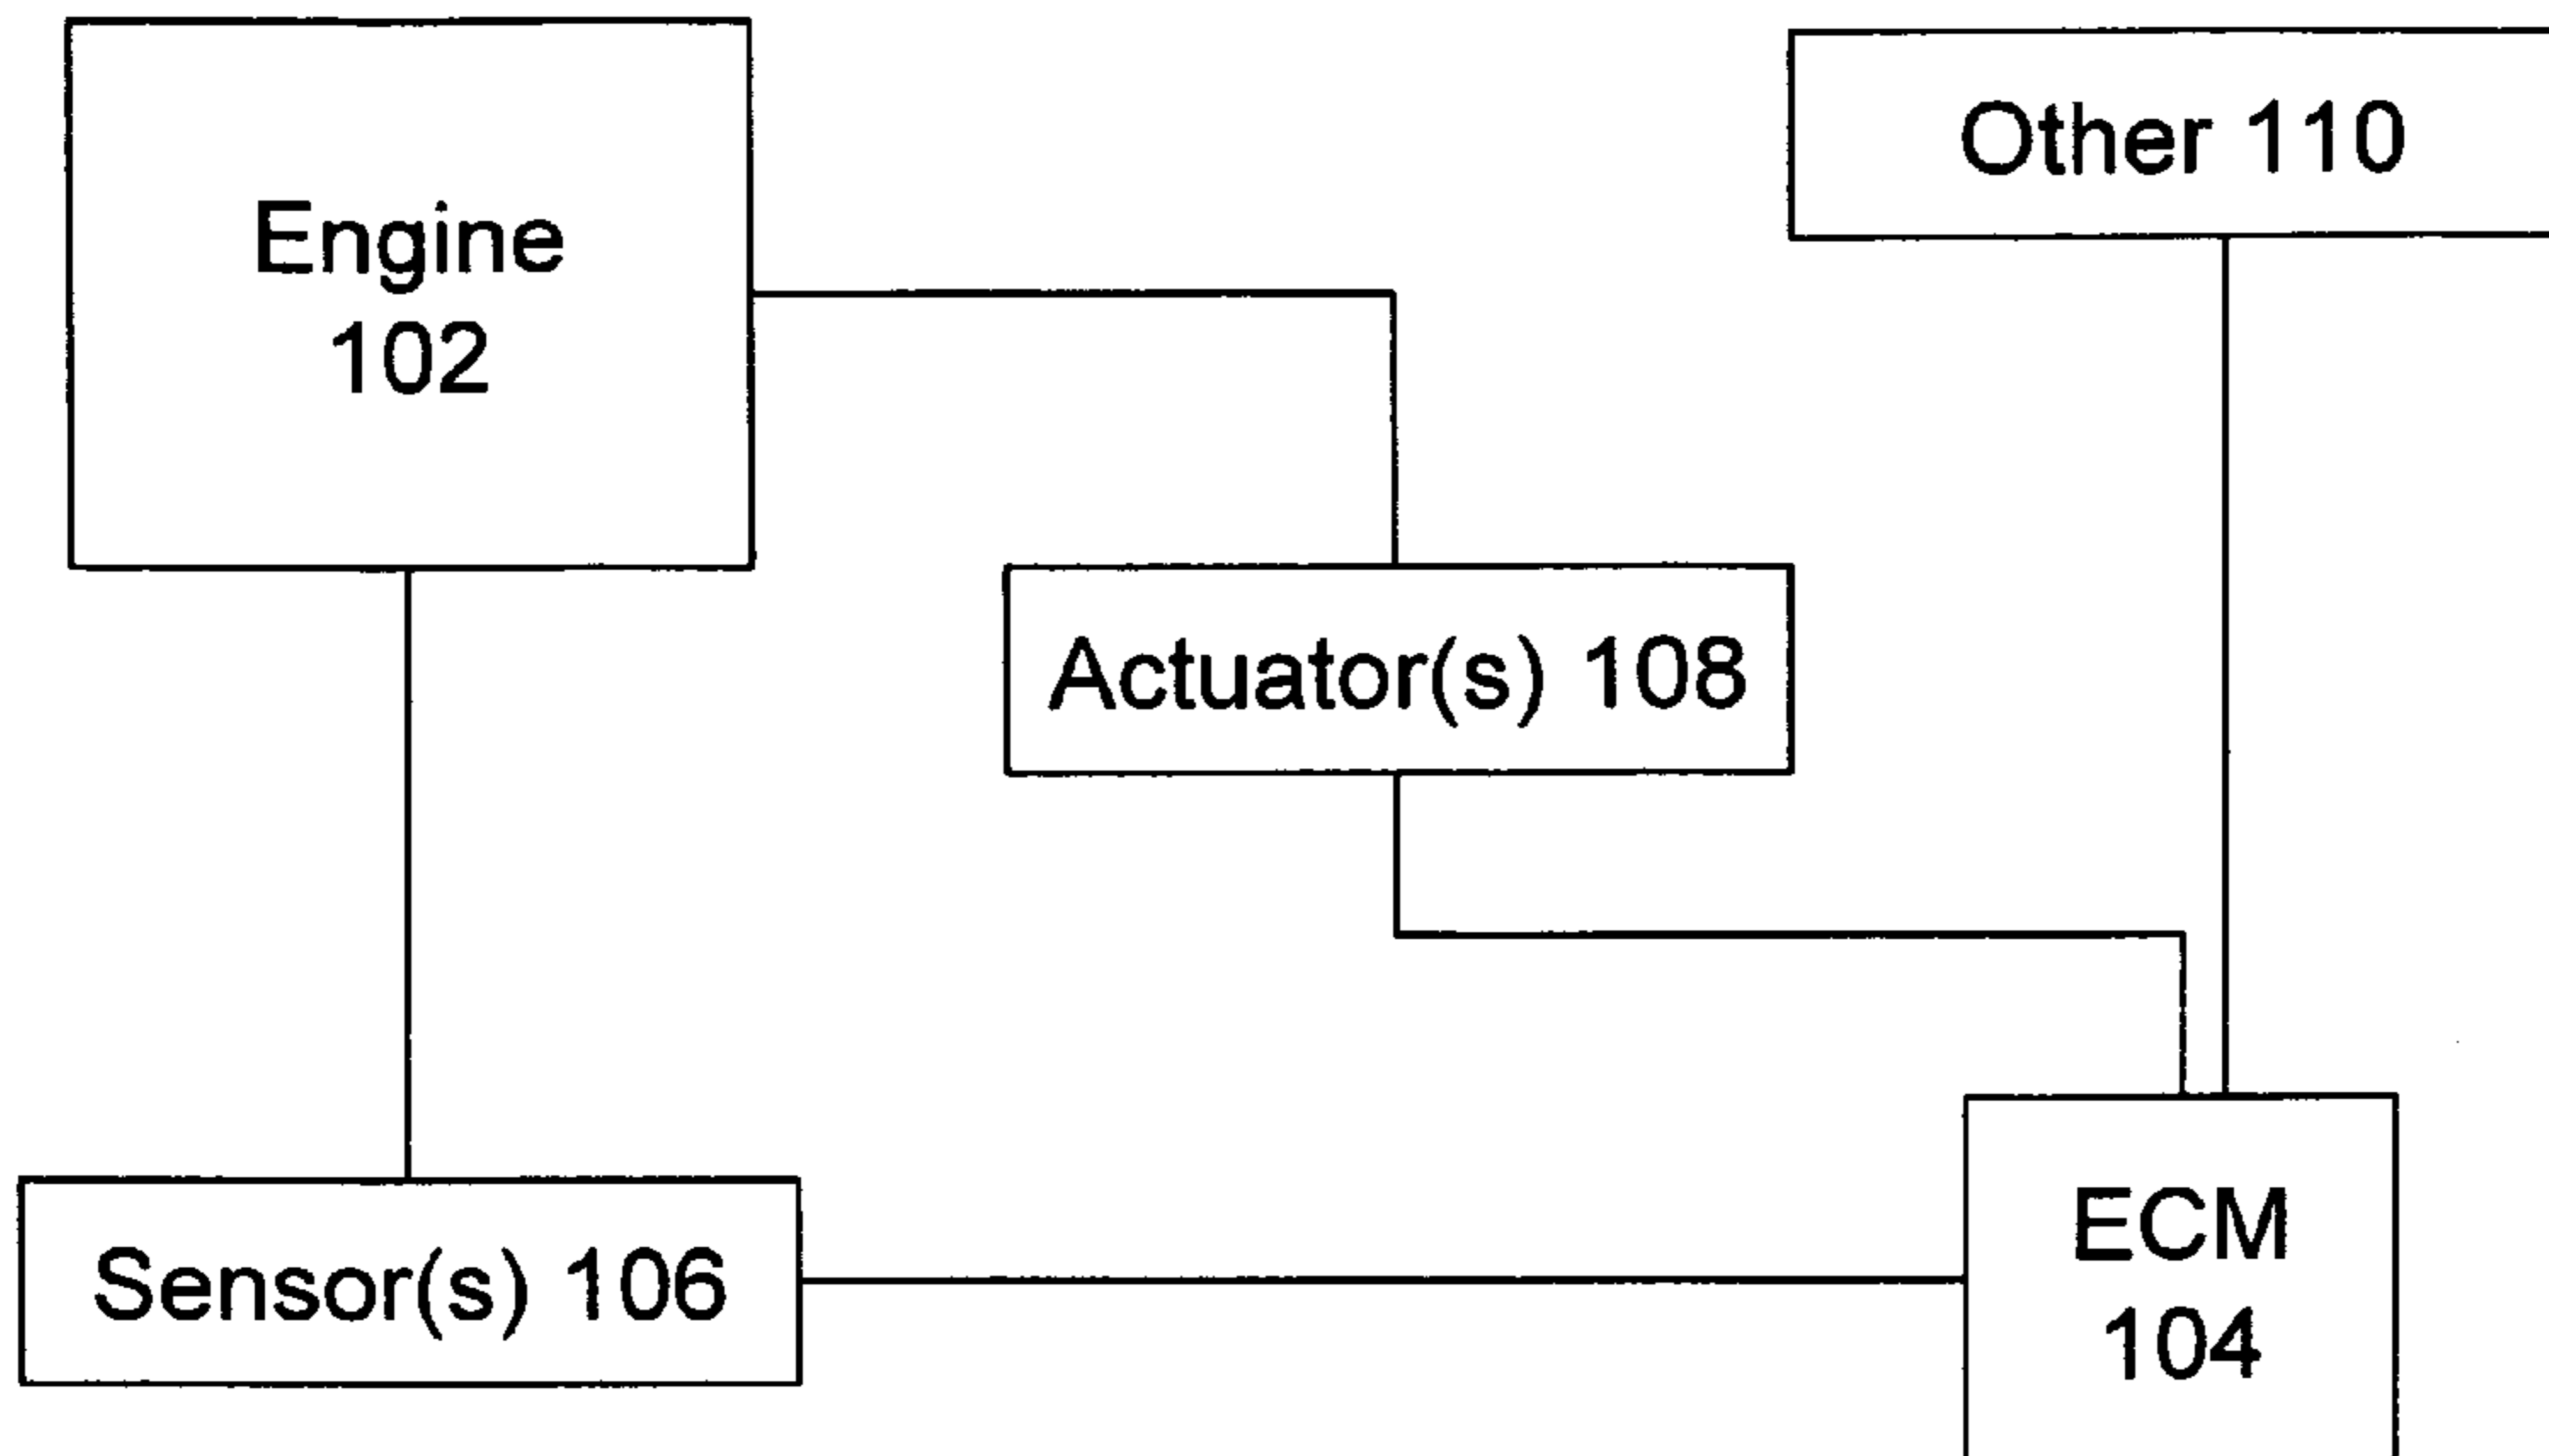 Engine
102
Other 110
Actuator(s) 108
Sensor(s) 106
ECM
104